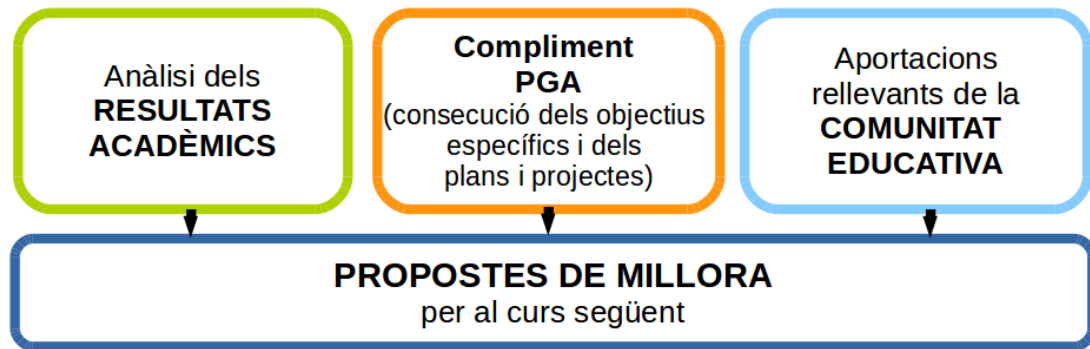 Anàlisi dels
RESULTATS
ACADÈMICS
Compliment
PGA
(consecució dels objectius
específics i dels
plans i projectes)
Aportacions
rellevants de la
COMUNITAT
EDUCATIVA
PROPOSTES DE MILLORA
per al curs següent